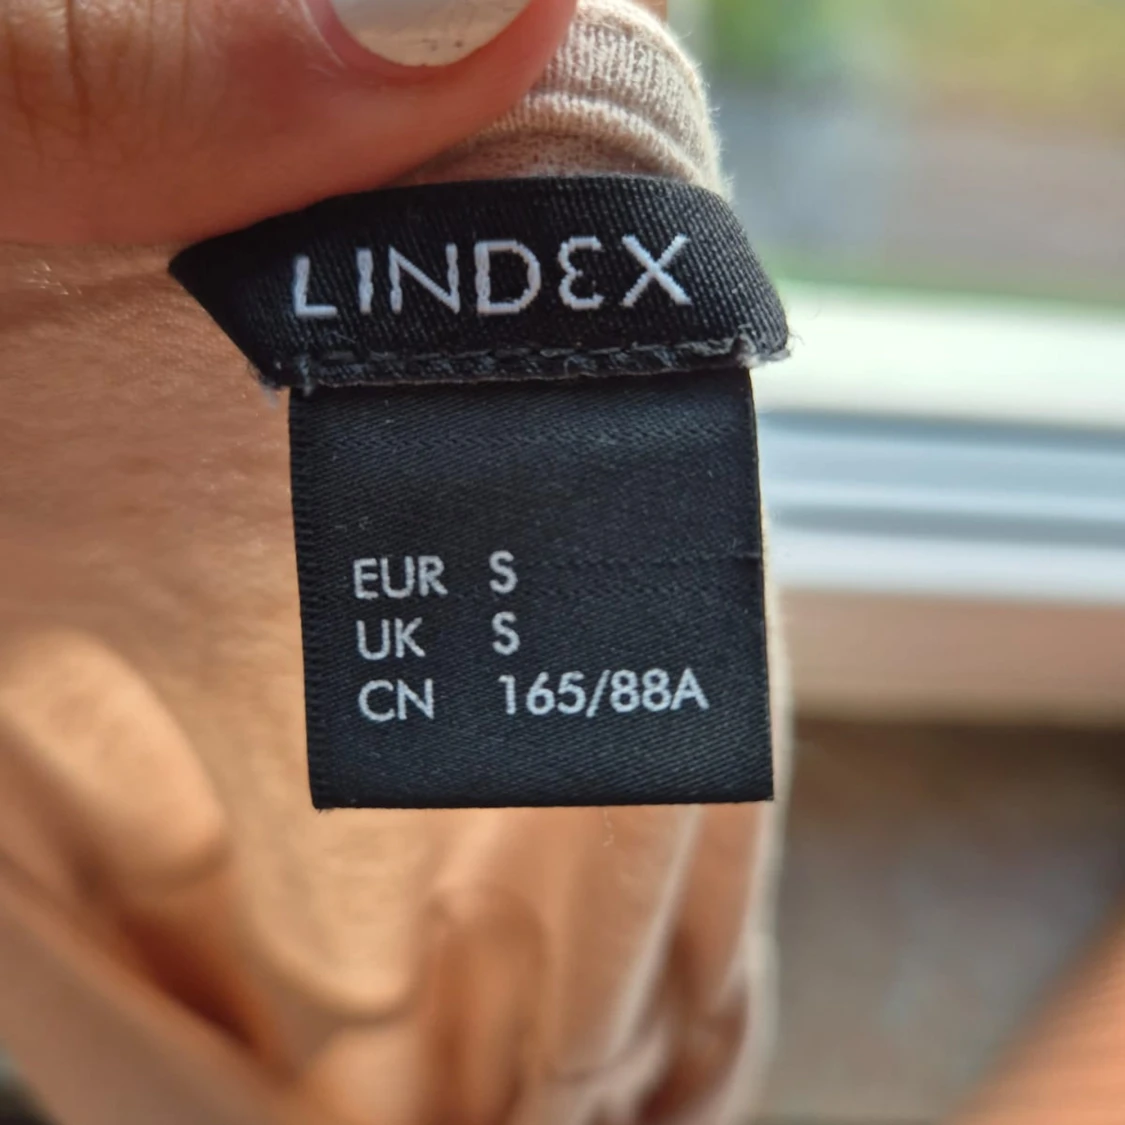 LINDEX
EUR S
UK S
CN 165/88A